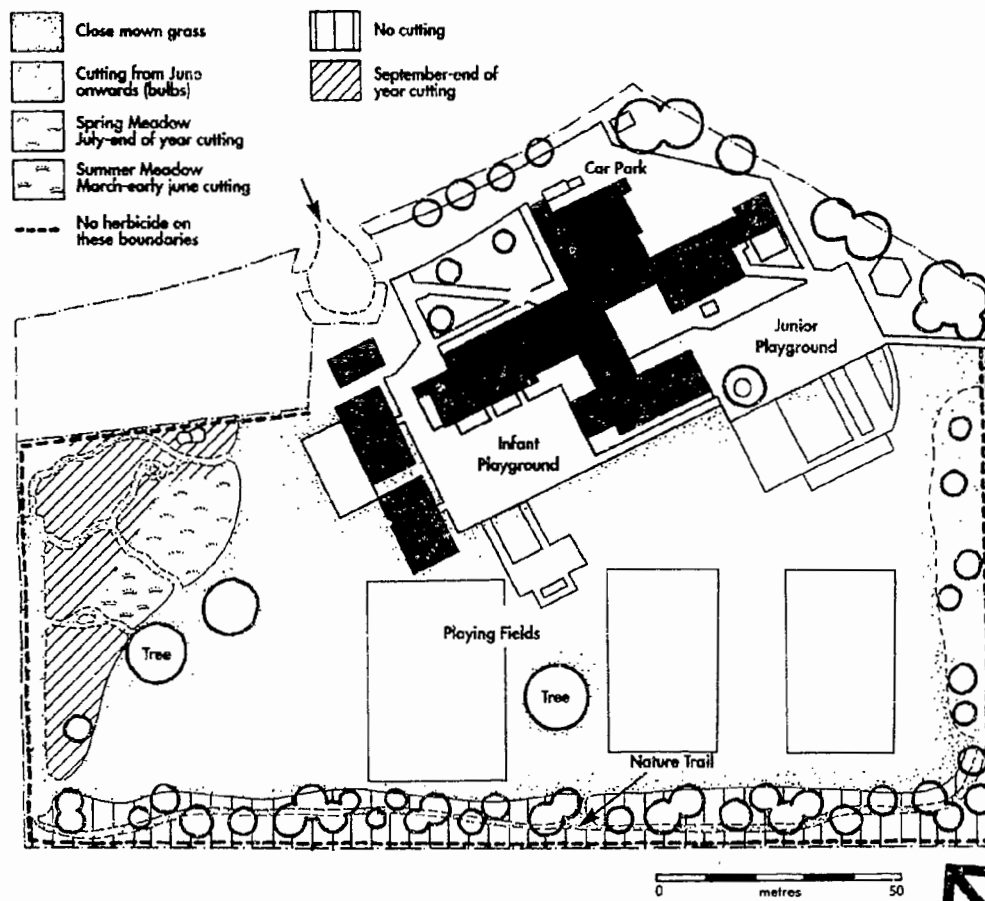 Close mown grass
Cutting from June
onwards (bulbs)
Spring Meadow
July-end of year cutting
Summer Meadow
March-early june cutting
No herbicide on
these boundaries
No cutting
September-end of
year cutting
Car Park
Junior
Playground
Infant
Playground
Playing Fields
Tree
Tree
Nature Trail
0
50
metres